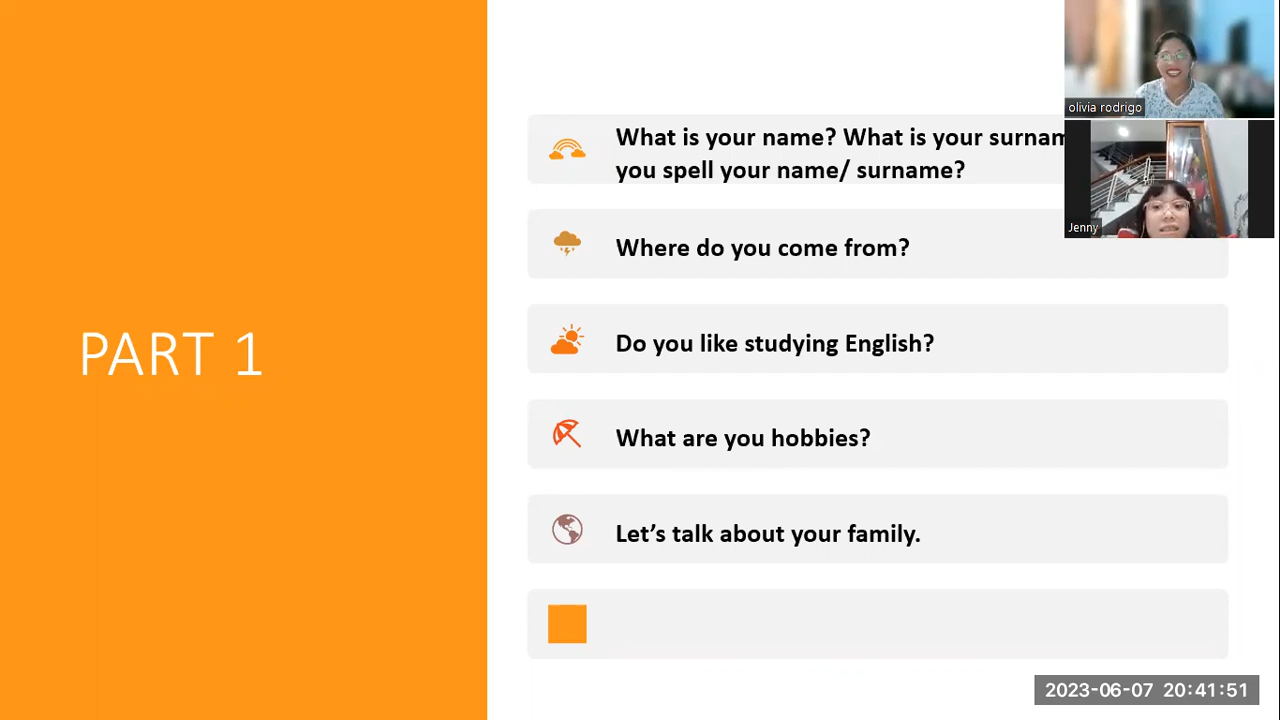 PART 1
What is your name? What is your
you spell your name/ surname?
Where do you come from?
Do you like studying English?
What are you hobbies?
Let’s talk about your family.
olivia rodrigo
Jenny
2023-06-07 20:41:51